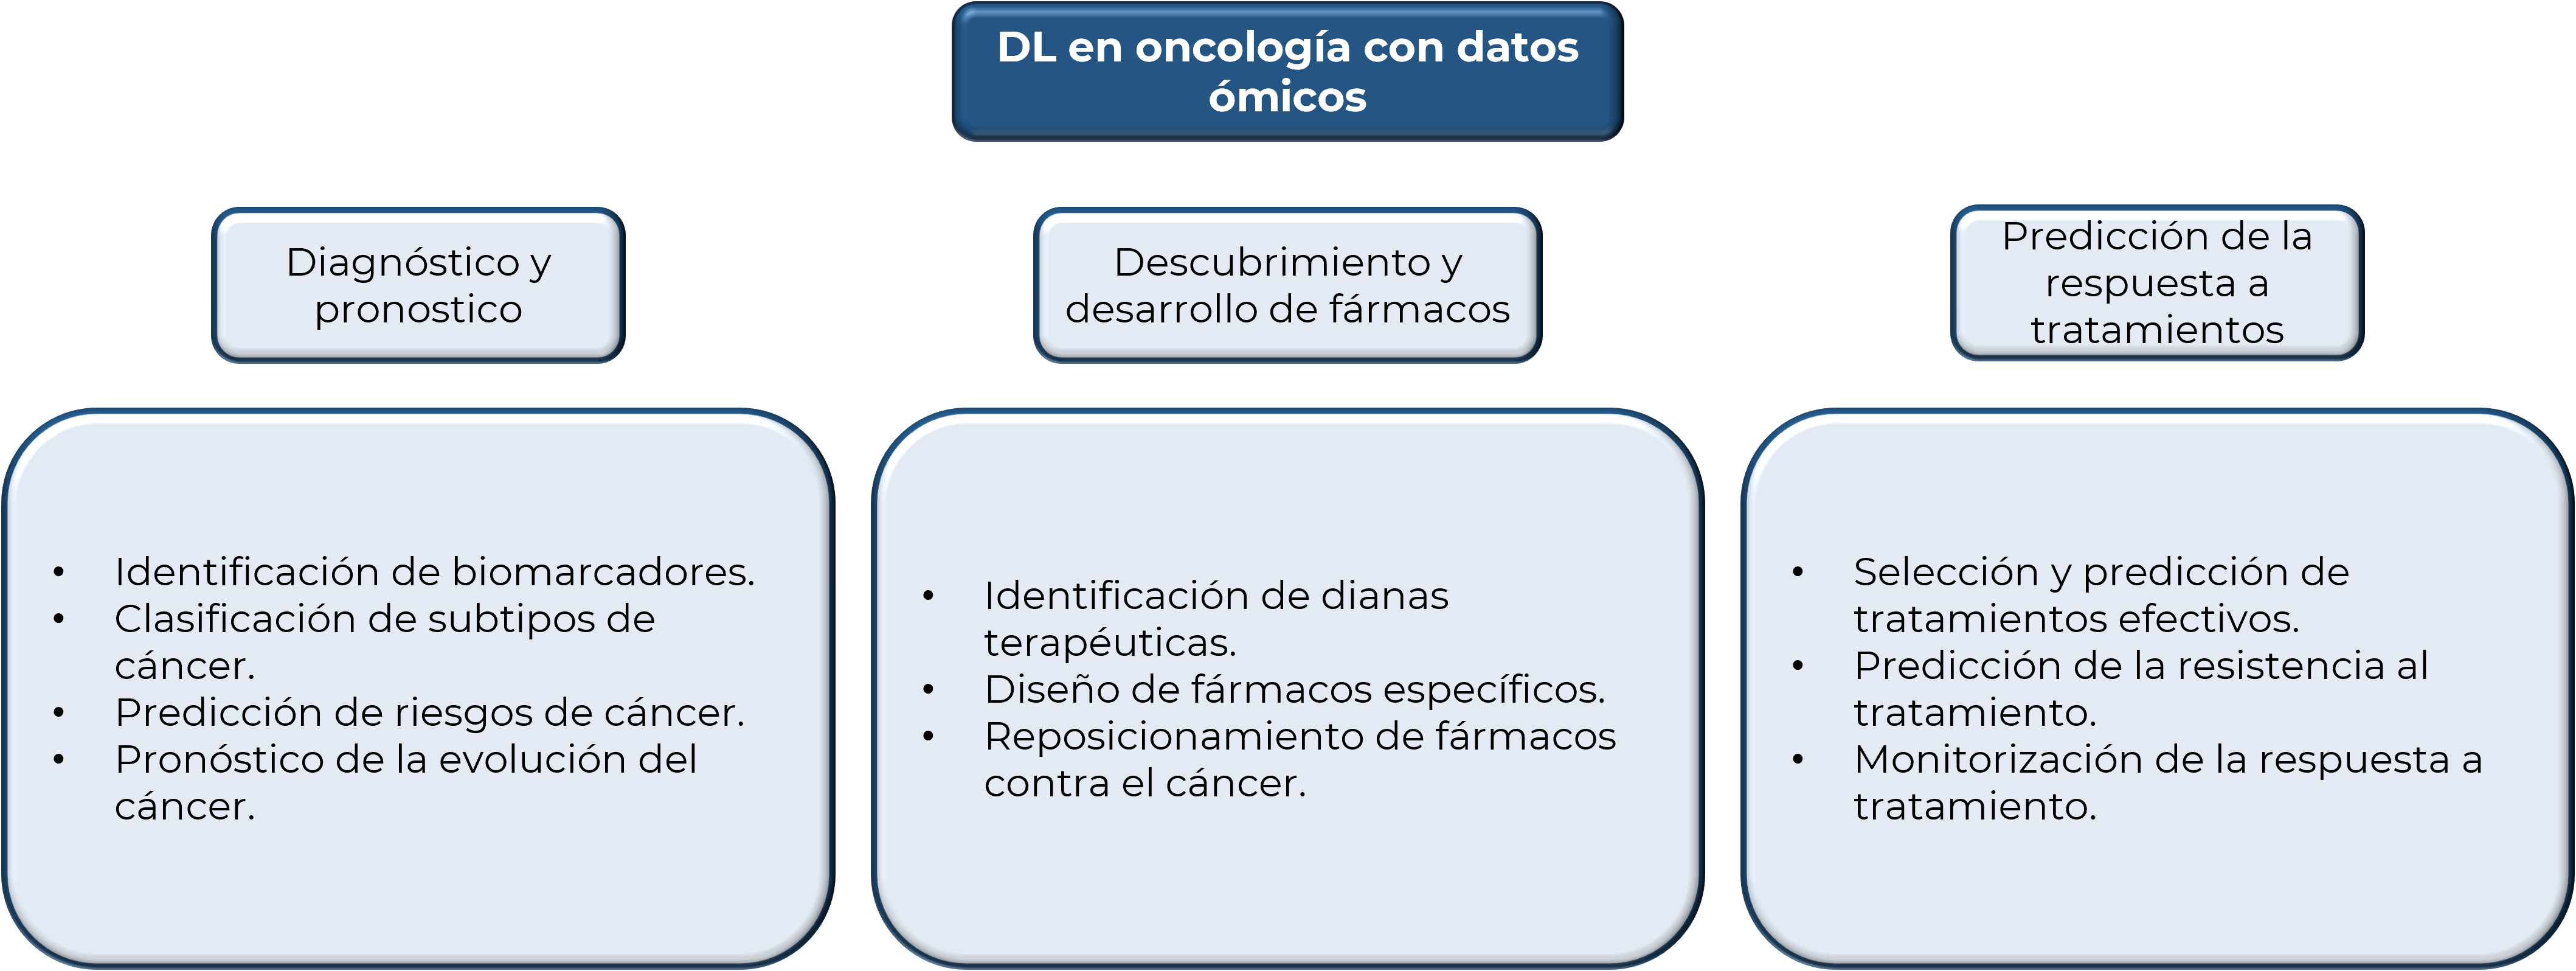 DL en oncología con datos
ómicos
Diagnóstico y
pronostico
Descubrimiento y
desarrollo de fármacos
Predicción de la
respuesta a
tratamientos
• Identificación de biomarcadores.
• Clasificación de subtipos de
cáncer.
• Predicción de riesgos de cáncer.
• Pronóstico de la evolución del
cáncer.
• Identificación de dianas
terapéuticas.
• Diseño de fármacos específicos.
• Reposicionamiento de fármacos
contra el cáncer.
• Selección y predicción de
tratamientos efectivos.
• Predicción de la resistencia al
tratamiento.
• Monitorización de la respuesta a
tratamiento.